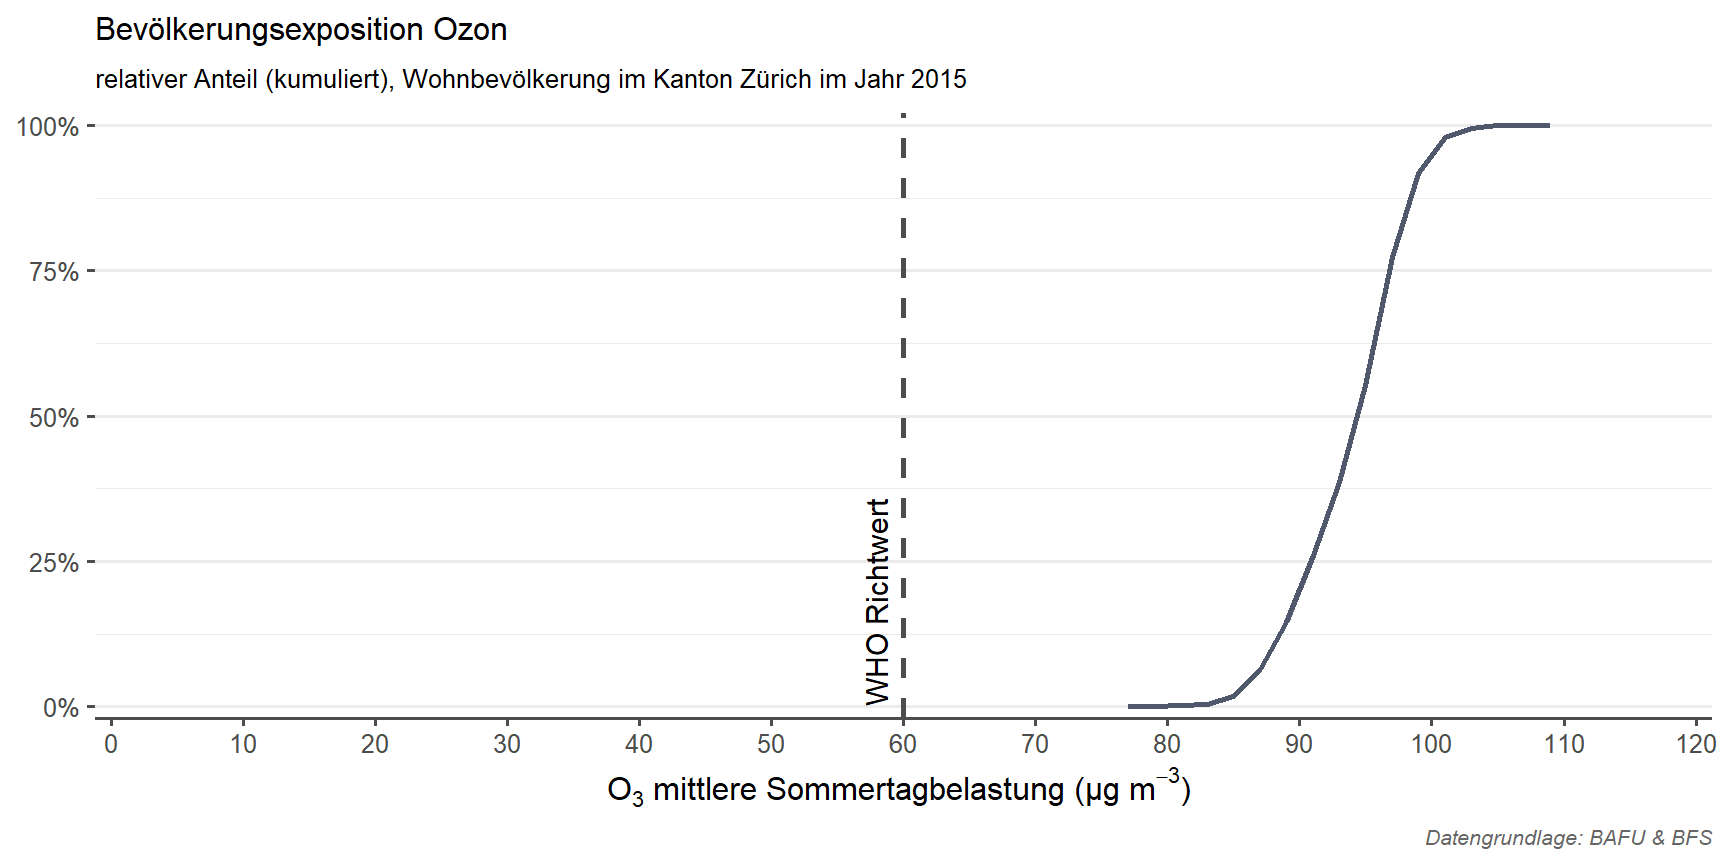 Bevölkerungsexposition Ozon
relativer Anteil (kumuliert), Wohnbevölkerung im Kanton Zürich im Jahr 2015
100%
75%
50%
25%
0%
WHO Richtwert
0 10 20 30 40 50 60 70 80 90 100 110 120
O₃ mittlere Sommertagbelastung (µg m⁻³)
Datengrundlage: BAFU & BFS